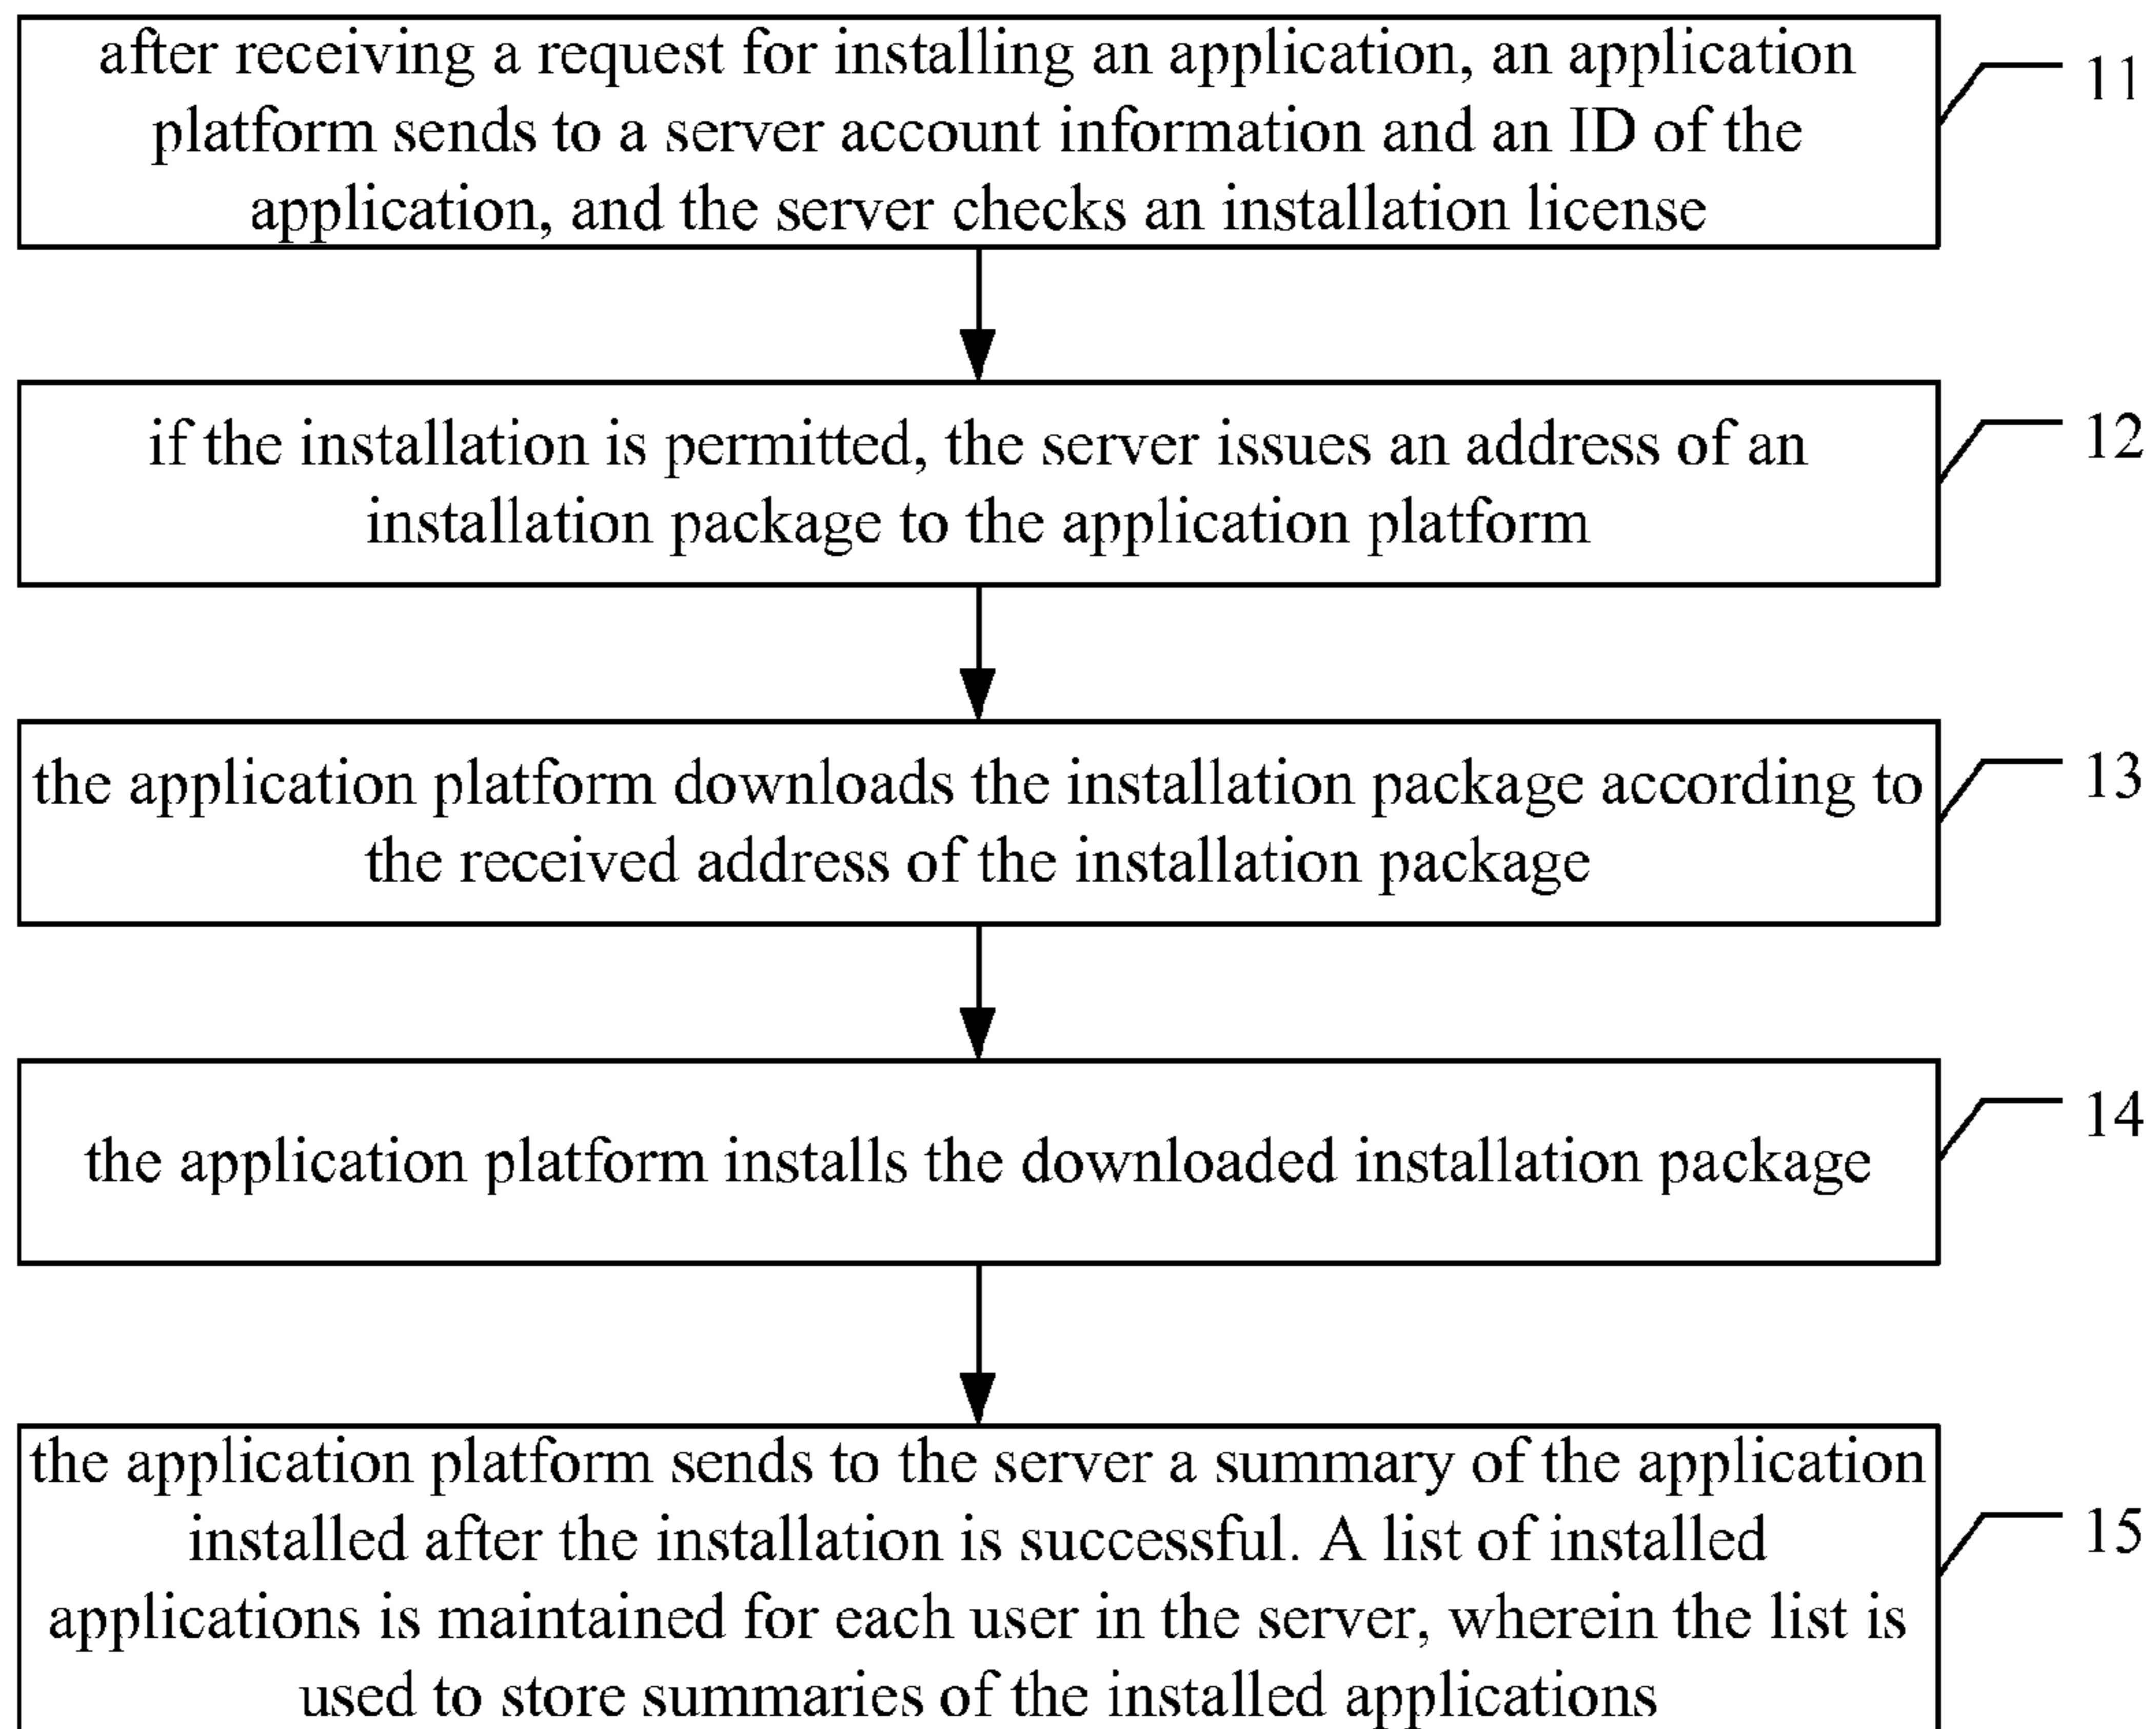 after receiving a request for installing an application, an application
platform sends to a server account information and an ID of the
application, and the server checks an installation license
11
if the installation is permitted, the server issues an address of an
installation package to the application platform
12
the application platform downloads the installation package according to
the received address of the installation package
13
the application platform installs the downloaded installation package
14
the application platform sends to the server a summary of the application
installed after the installation is successful. A list of installed
applications is maintained for each user in the server, wherein the list is
used to store summaries of the installed applications
15